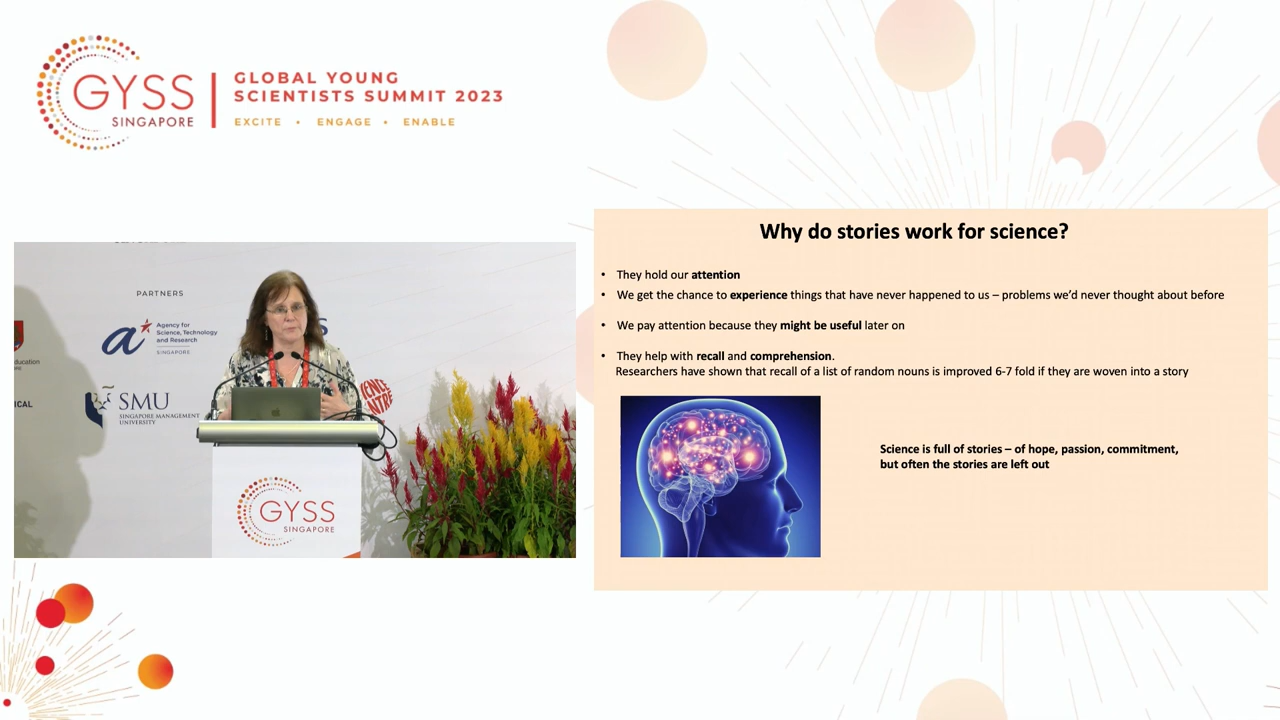 GYSS
SINGAPORE
GLOBAL YOUNG
SCIENTISTS SUMMIT 2023
EXCITE • ENGAGE • ENABLE
PARTNERS
Agency for
Science, Technology
and Research
SINGAPORE
SMU
SINGAPORE MANAGEMENT
UNIVERSITY
GYSS
SINGAPORE
Why do stories work for science?
• They hold our attention
• We get the chance to experience things that have never happened to us – problems we'd never thought about before
• We pay attention because they might be useful later on
• They help with recall and comprehension.
Researchers have shown that recall of a list of random nouns is improved 6-7 fold if they are woven into a story
Science is full of stories – of hope, passion, commitment,
but often the stories are left out